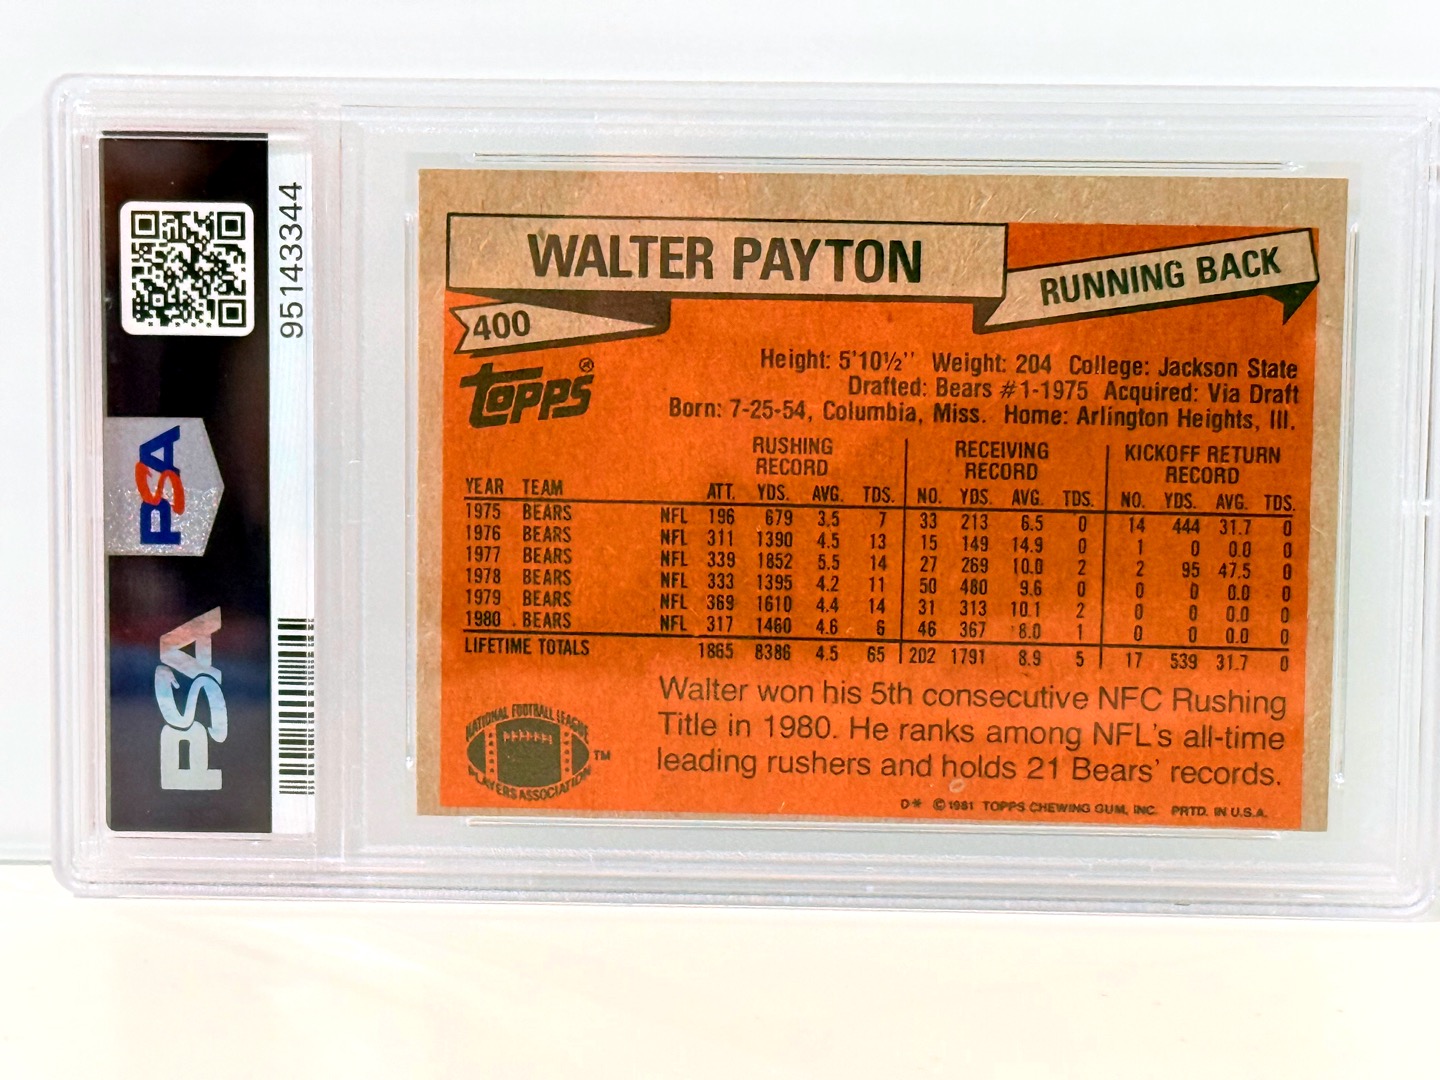 WALTER PAYTON
RUNNING BACK
400
Topps®
Height: 5'10½'' Weight: 204 College: Jackson State
Drafted: Bears #1-1975 Acquired: Via Draft
Born: 7-25-54, Columbia, Miss. Home: Arlington Heights, Ill.
RUSHING RECORD RECEIVING RECORD KICKOFF RETURN RECORD
YEAR TEAM ATT. YDS. AVG. TDS. NO. YDS. AVG. TDS. NO. YDS. AVG. TDS.
1975 BEARS NFL 196 679 3.5 7 33 213 6.5 0 14 444 31.7 0
1976 BEARS NFL 311 1390 4.5 13 15 149 14.9 0 1 0 0.0 0
1977 BEARS NFL 339 1852 5.5 14 27 269 10.0 2 2 95 47.5 0
1978 BEARS NFL 333 1395 4.2 11 50 480 9.6 0 0 0 0.0 0
1979 BEARS NFL 369 1610 4.4 14 31 313 10.1 2 0 0 0.0 0
1980 BEARS NFL 317 1460 4.6 6 46 367 8.0 1 0 0 0.0 0
LIFETIME TOTALS 1865 8386 4.5 65 202 1791 8.9 5 17 539 31.7 0
Walter won his 5th consecutive NFC Rushing
Title in 1980. He ranks among NFL's all-time
leading rushers and holds 21 Bears' records.
NATIONAL FOOTBALL LEAGUE
PLAYERS ASSOCIATION
TM
D* ©1981 TOPPS CHEWING GUM, INC. PRTD. IN U.S.A.
95143344
PSA
PSA